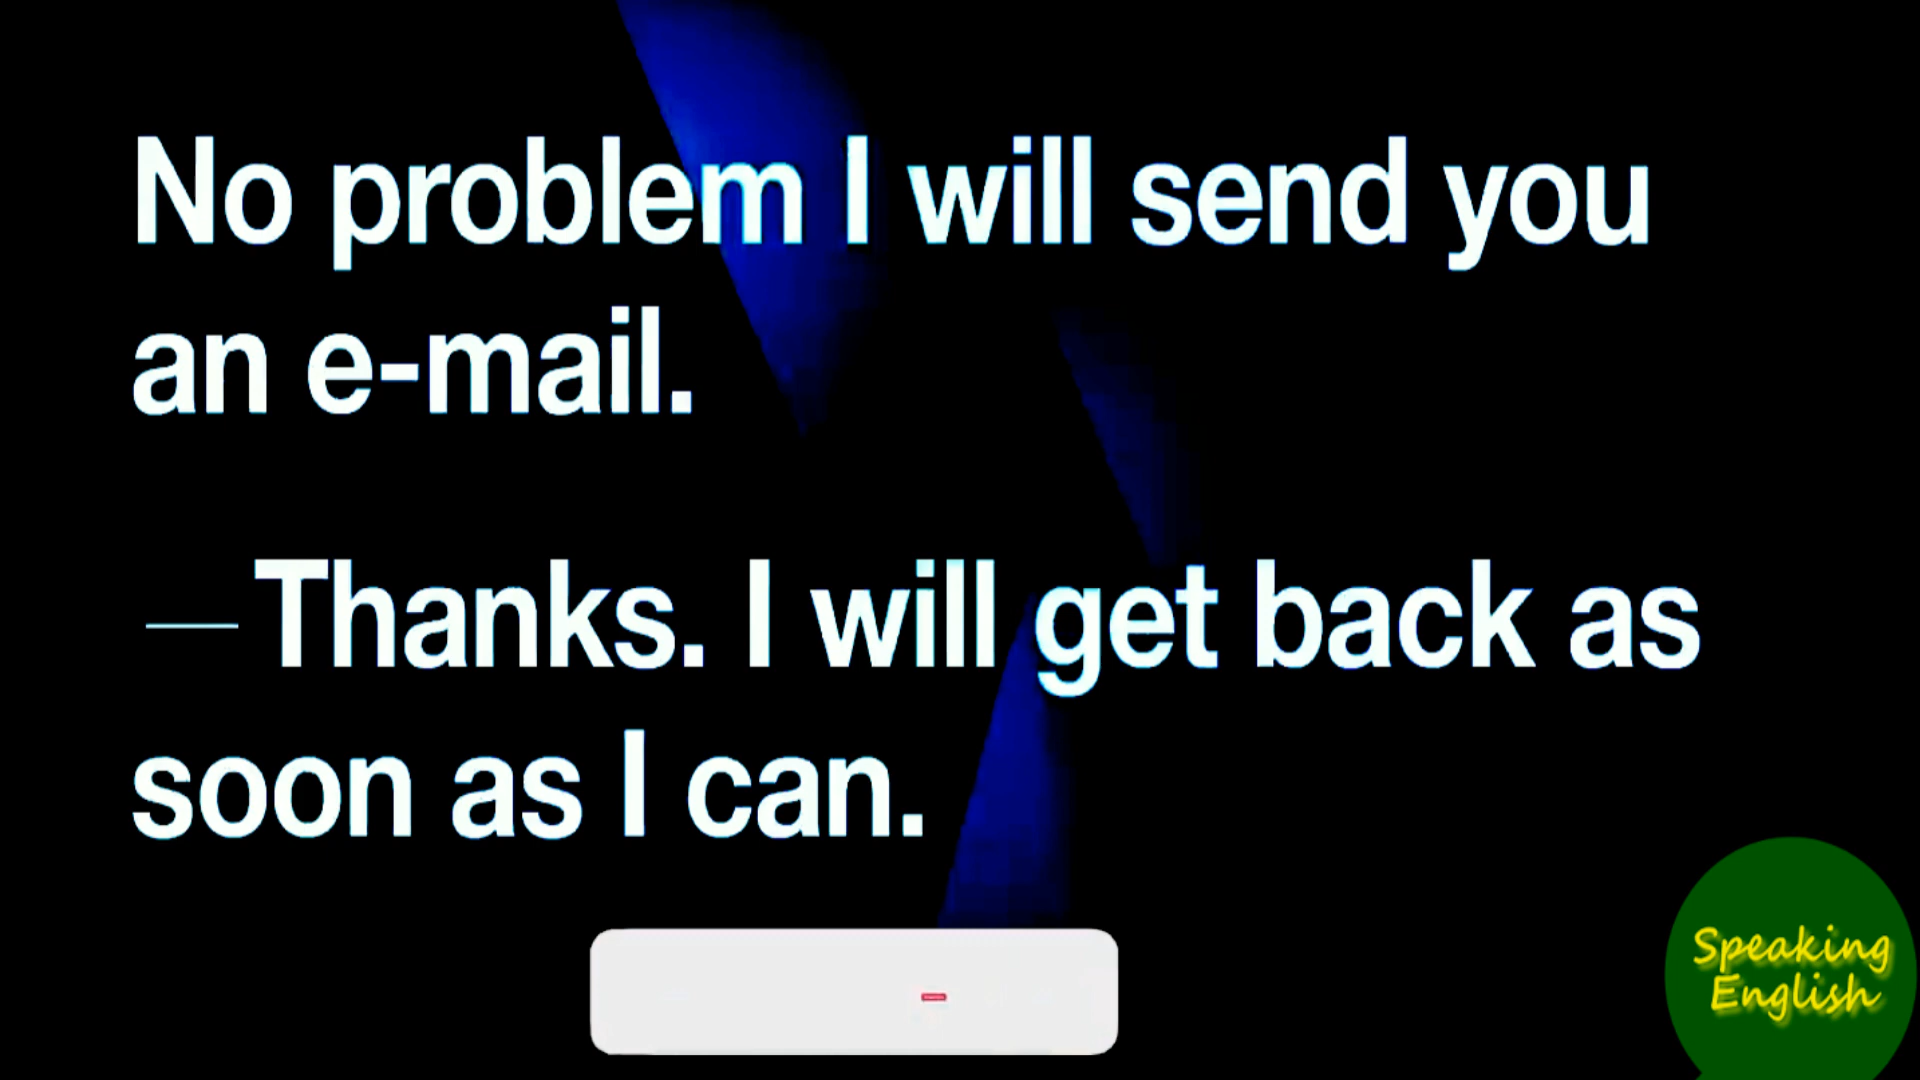 No problem I will send you
an e-mail.
—Thanks. I will get back as
soon as I can.
Speaking
English